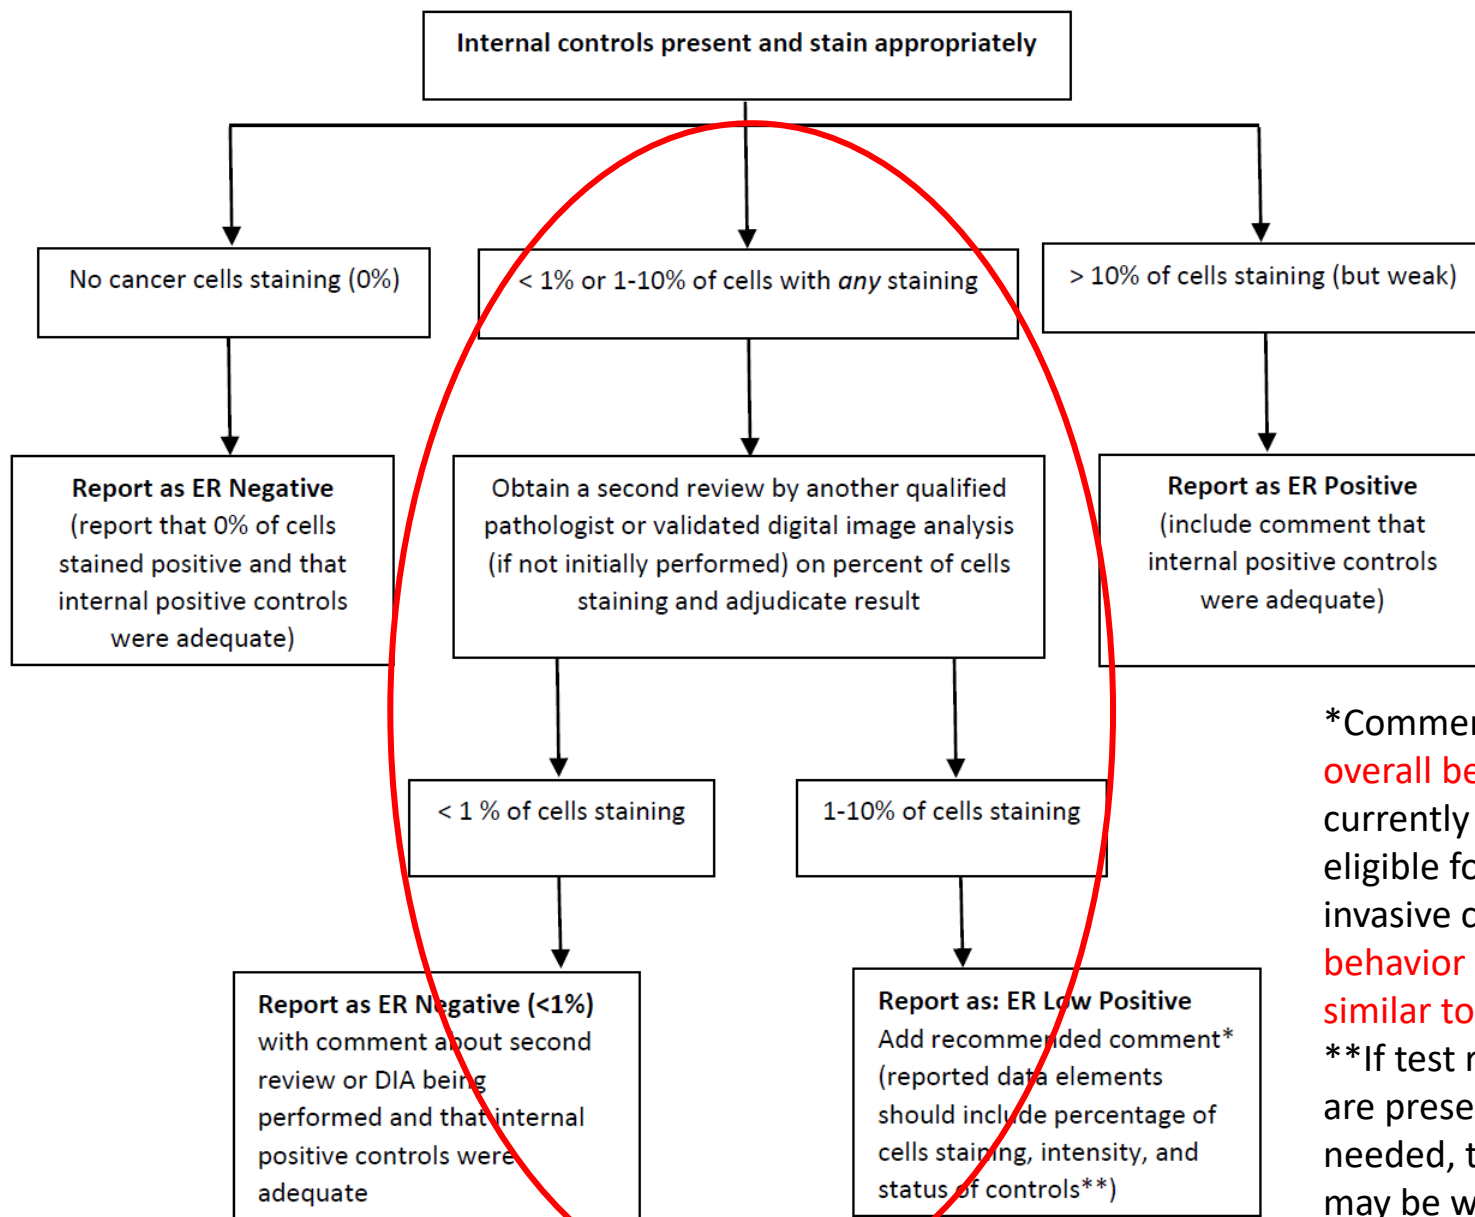 Internal controls present and stain appropriately
No cancer cells staining (0%)
< 1% or 1-10% of cells with any staining
> 10% of cells staining (but weak)
Report as ER Negative
(report that 0% of cells
stained positive and that
internal positive controls
were adequate)
Obtain a second review by another qualified
pathologist or validated digital image analysis
(if not initially performed) on percent of cells
staining and adjudicate result
Report as ER Positive
(include comment that
internal positive controls
were adequate)
< 1 % of cells staining
1-10% of cells staining
Report as ER Negative (<1%)
with comment about second
review or DIA being
performed and that internal
positive controls were
adequate
Report as: ER Low Positive
Add recommended comment*
(reported data elements
should include percentage of
cells staining, intensity, and
status of controls**)
overall
currently
eligible
invasive
behavior
similar to
**If test
are
needed,
may be